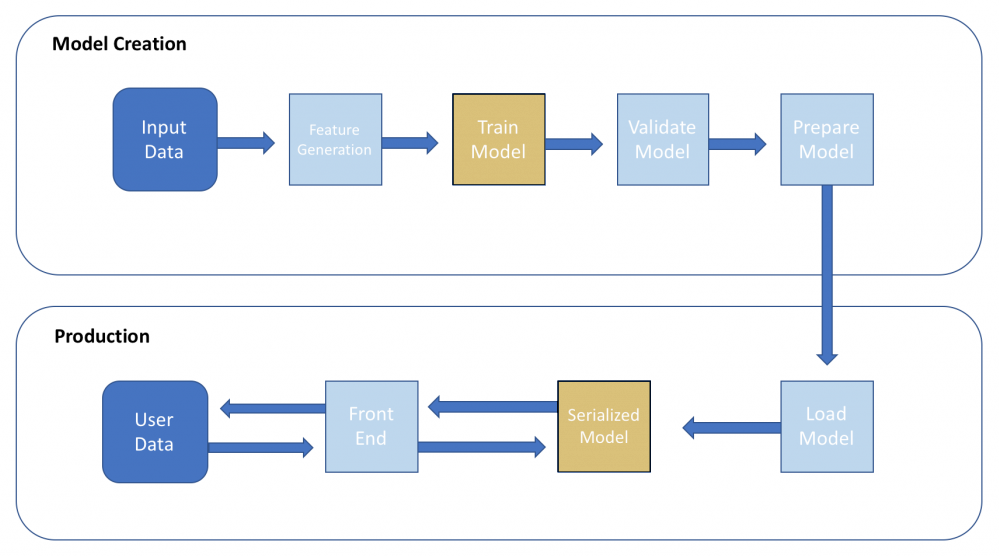 Model Creation
Input
Data
Feature
Generation
Train
Model
Validate
Model
Prepare
Model
Production
User
Data
Front
End
Serialized
Model
Load
Model